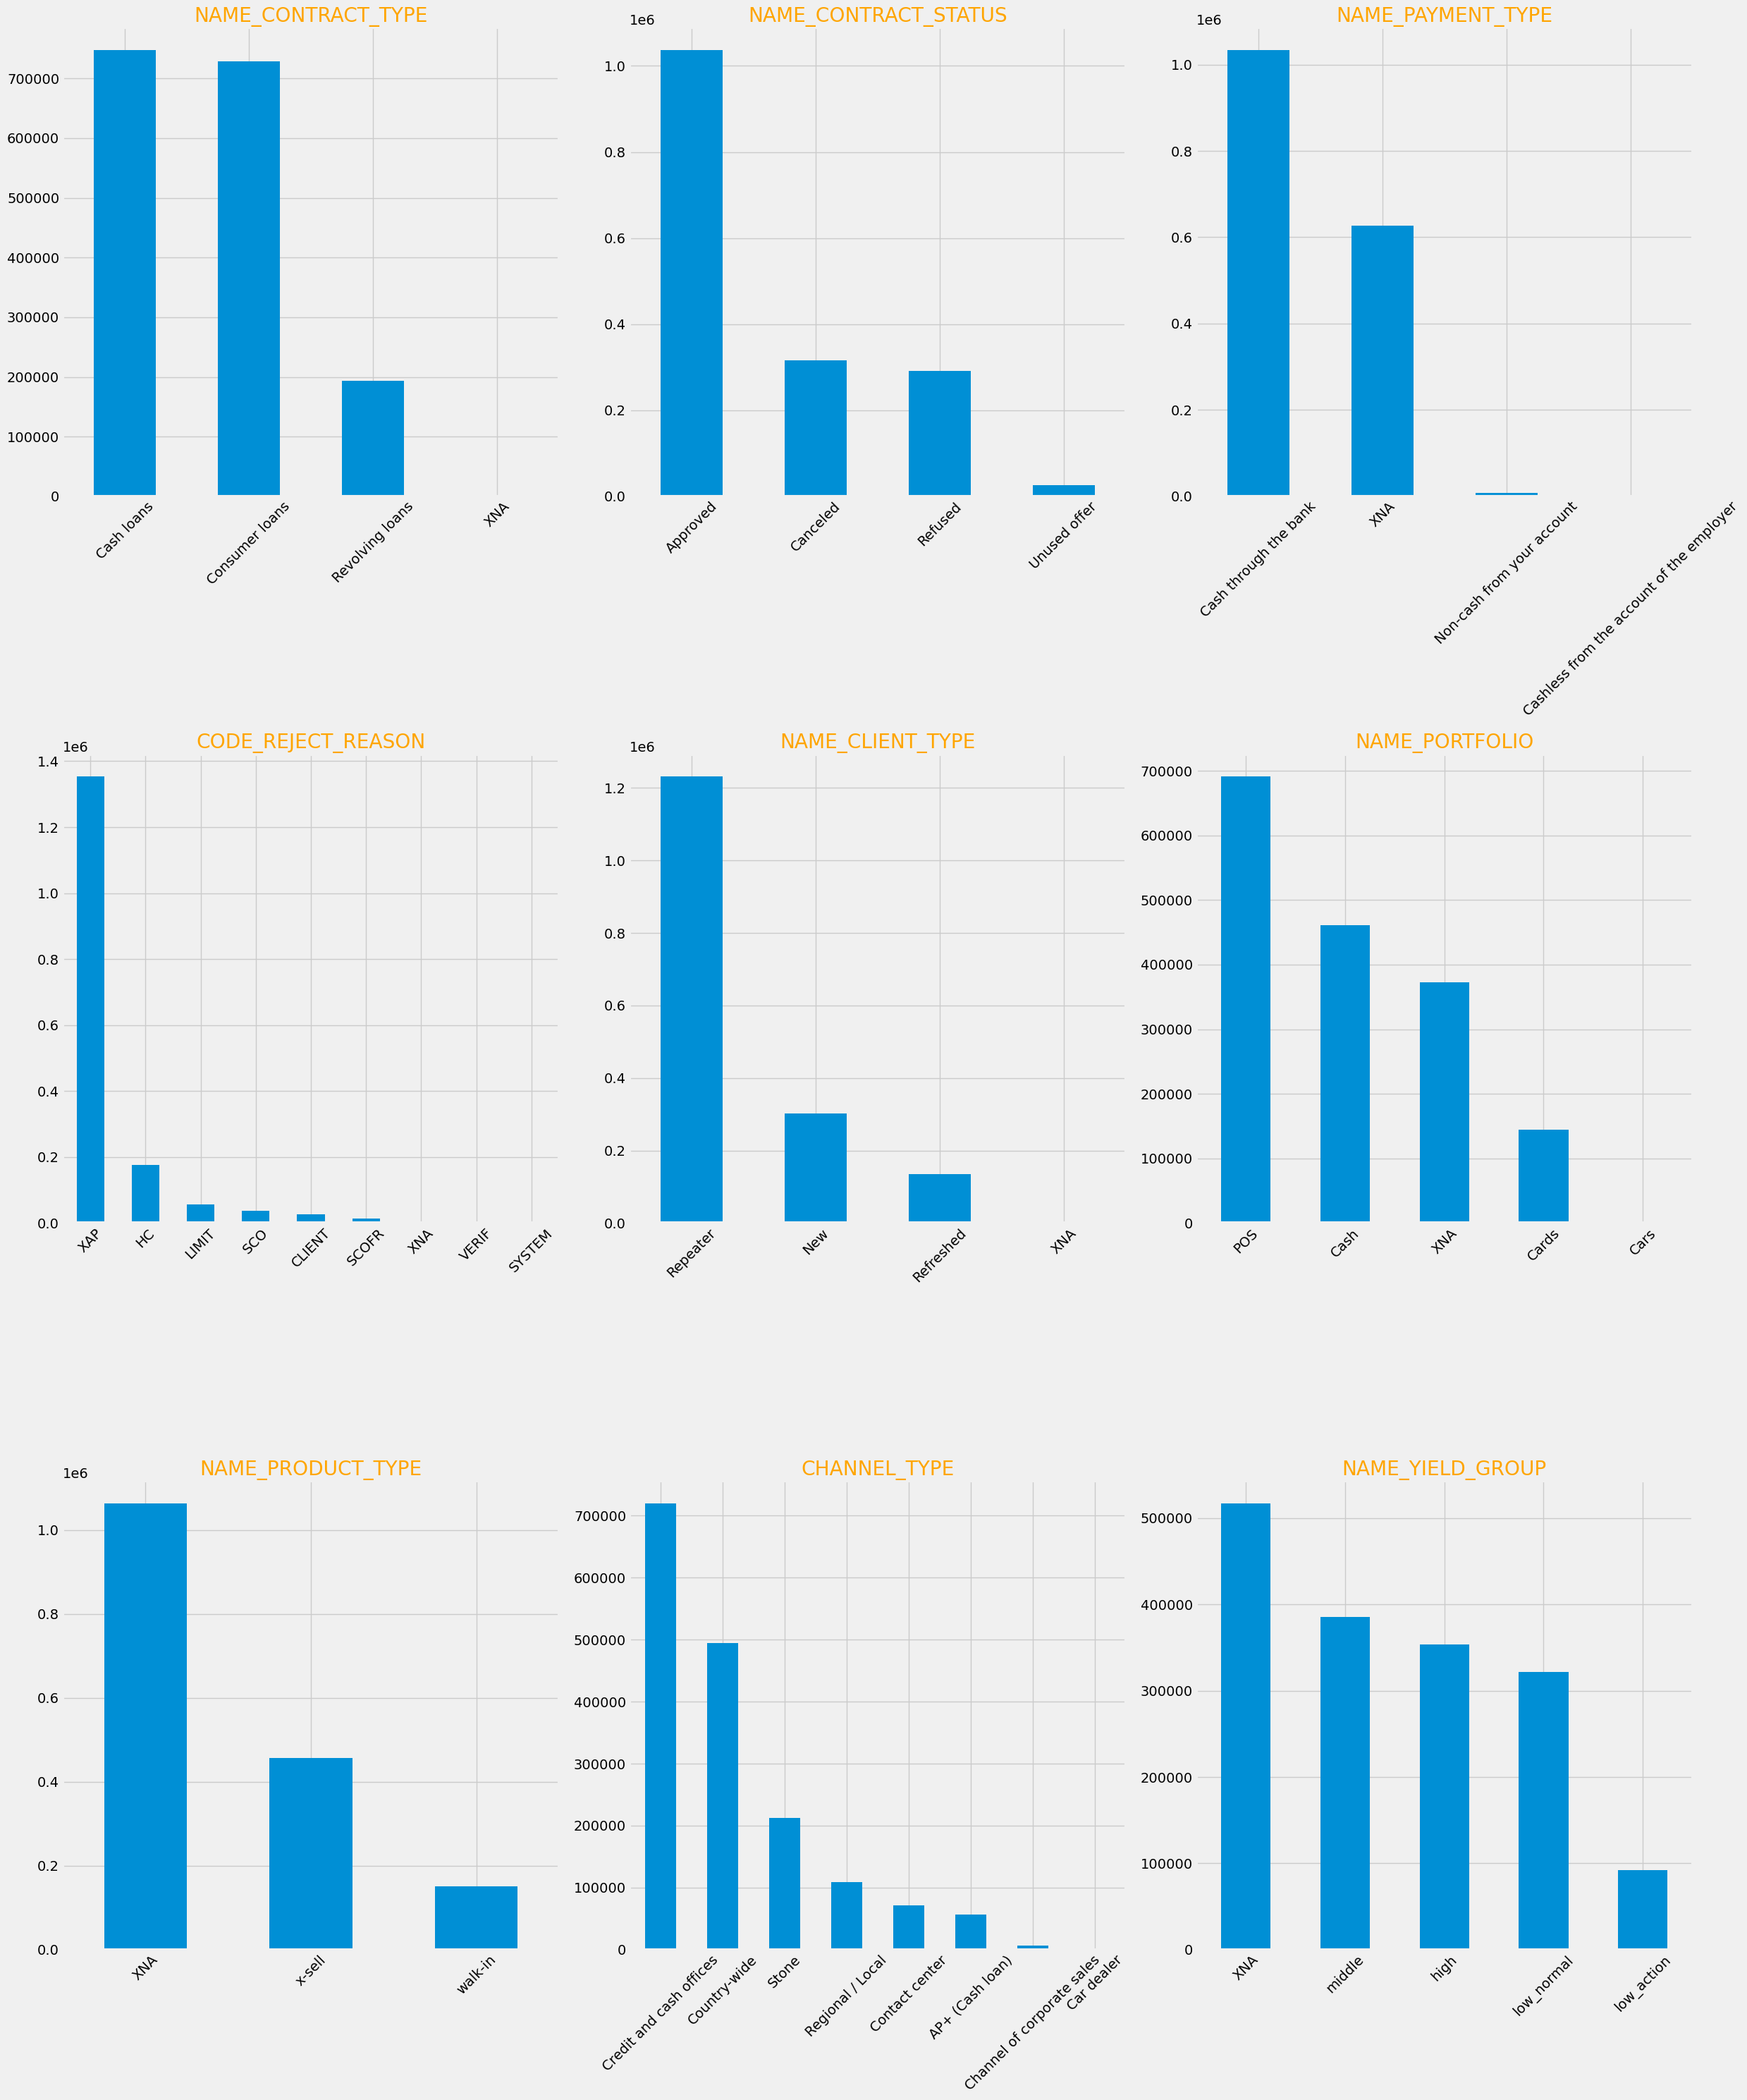 NAME_CONTRACT_TYPE
700000
600000
500000
400000
300000
200000
100000
0
Cash loans
Consumer loans
Revolving loans
XNA
NAME_CONTRACT_STATUS
1e6
1.0
0.8
0.6
0.4
0.2
0.0
Approved
Canceled
Refused
Unused offer
NAME_PAYMENT_TYPE
1e6
1.0
0.8
0.6
0.4
0.2
0.0
Cash through the bank
XNA
Non-cash from your account
Cashless from the account of the employer
CODE_REJECT_REASON
1e6
1.4
1.2
1.0
0.8
0.6
0.4
0.2
0.0
XAP
HC
LIMIT
SCO
CLIENT
SCOFR
XNA
VERIF
SYSTEM
NAME_CLIENT_TYPE
1e6
1.2
1.0
0.8
0.6
0.4
0.2
0.0
Repeater
New
Refreshed
XNA
NAME_PORTFOLIO
700000
600000
500000
400000
300000
200000
100000
0
POS
Cash
XNA
Cards
Cars
NAME_PRODUCT_TYPE
1e6
1.0
0.8
0.6
0.4
0.2
0.0
XNA
x-sell
walk-in
CHANNEL_TYPE
700000
600000
500000
400000
300000
200000
100000
0
Credit and cash offices
Country-wide
Stone
Regional / Local
Contact center
AP+ (Cash loan)
Channel of corporate sales
Car dealer
NAME_YIELD_GROUP
500000
400000
300000
200000
100000
0
XNA
middle
high
low_normal
low_action